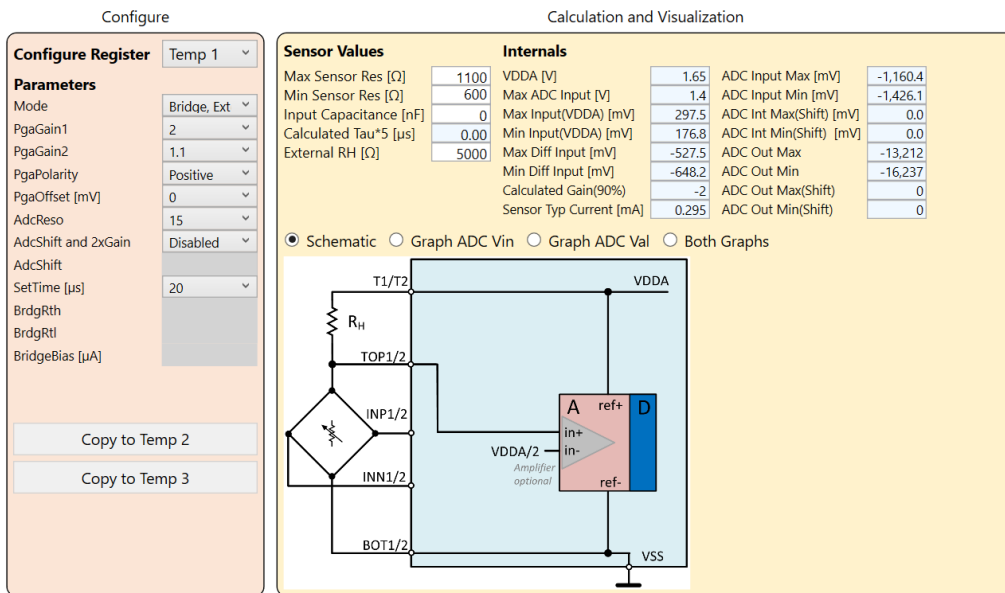 Configure
Configure Register Temp 1
Parameters
Mode Bridge, Ext
PgaGain1 2
PgaGain2 1.1
PgaPolarity Positive
PgaOffset [mV] 0
AdcReso 15
AdcShift and 2xGain Disabled
AdcShift
SetTime [µs] 20
BrdgRth
BrdgRtl
BridgeBias [µA]
Copy to Temp 2
Copy to Temp 3
Calculation and Visualization
Sensor Values
Max Sensor Res [Ω] 1100
Min Sensor Res [Ω] 600
Input Capacitance [nF] 0
Calculated Tau*5 [µs] 0.00
External RH [Ω] 5000
Internals
VDDA [V] 1.65
Max ADC Input [V] 1.4
Max Input(VDDA) [mV] 297.5
Min Input(VDDA) [mV] 176.8
Max Diff Input [mV] -527.5
Min Diff Input [mV] -648.2
Calculated Gain(90%) -2
Sensor Typ Current [mA] 0.295
ADC Input Max [mV] -1,160.4
ADC Input Min [mV] -1,426.1
ADC Int Max(Shift) [mV] 0.0
ADC Int Min(Shift) [mV] 0.0
ADC Out Max -13,212
ADC Out Min -16,237
ADC Out Max(Shift) 0
ADC Out Min(Shift) 0
Schematic Graph ADC Vin Graph ADC Val Both Graphs
T1/T2 VDDA
RH
TOP1/2
A ref+ D
INP1/2
in+
VDDA/2 in-
Amplifier
optional
INN1/2
ref-
BOT1/2
VSS